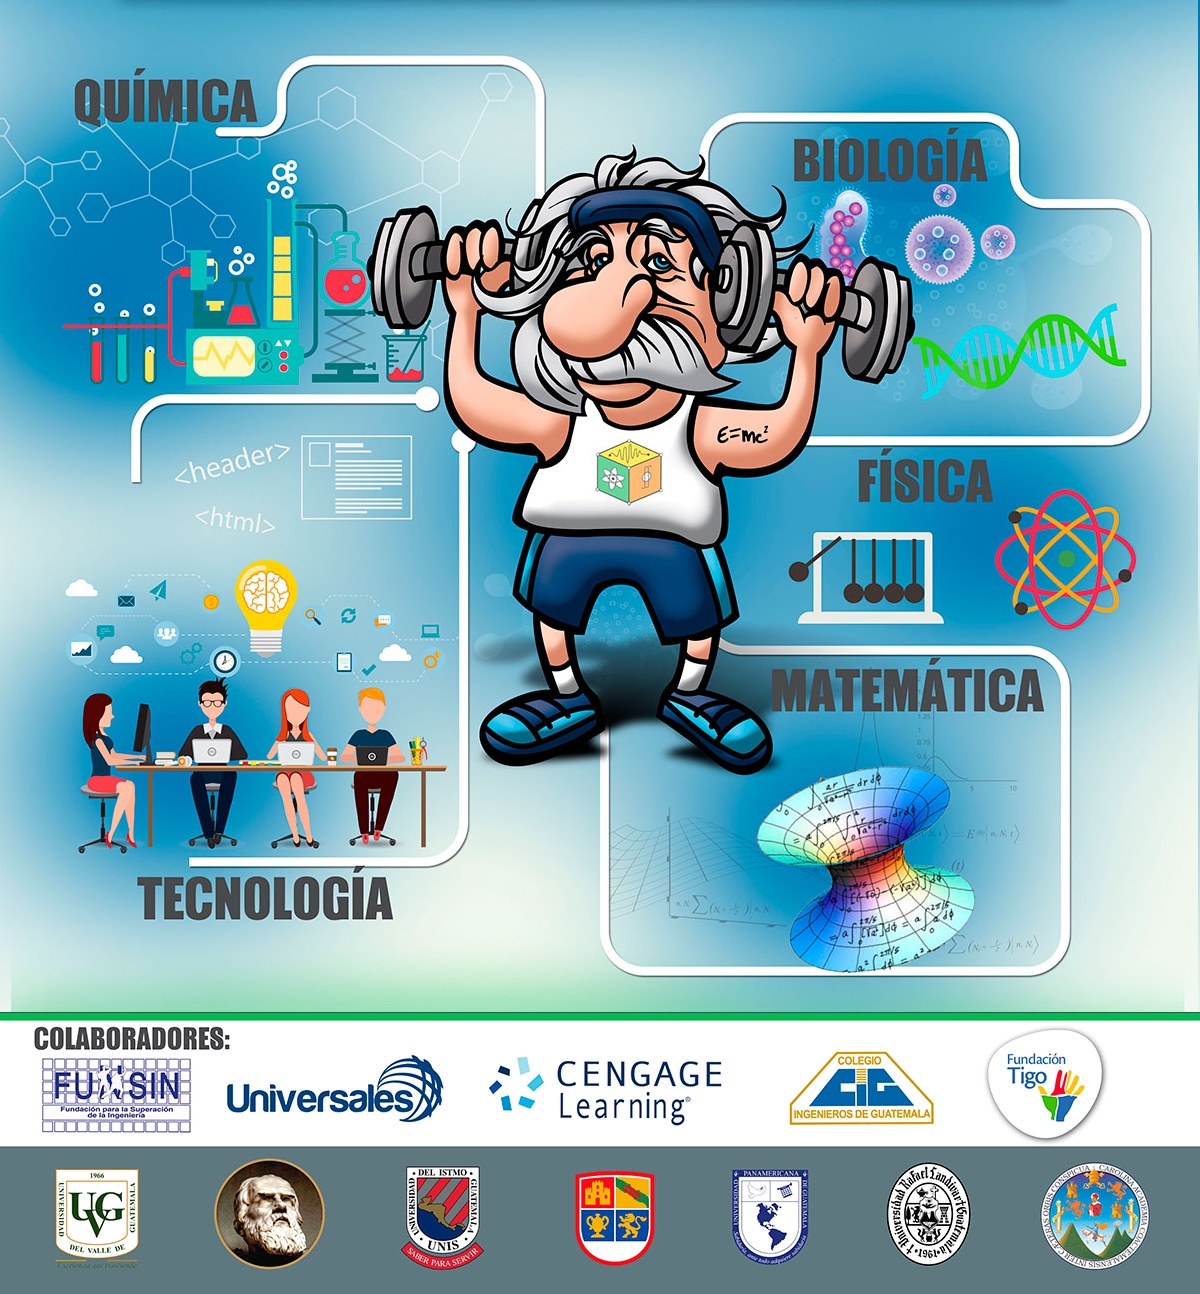 QUÍMICA
BIOLOGÍA
E=mc²
<header>
<html>
FÍSICA
MATEMÁTICA
TECNOLOGÍA
COLABORADORES:
FUNSIN
Fundación para la Superación
de la Ingeniería
Universales
CENGAGE
Learning®
COLEGIO
CIG
INGENIEROS DE GUATEMALA
Fundación
Tigo
1966
UVG
UNIVERSIDAD
DEL VALLE DE
GUATEMALA
Excelencia que trasciende
UNIVERSIDAD
DEL ISTMO
GUATEMALA
UNIS
SABER PARA SERVIR
UNIVERSIDAD
PANAMERICANA
DE GUATEMALA
Universidad Rafael Landívar Guatemala
1961
CAROLINA ACADEMIA COACTEMALENSIS INTER CAETERAS ORBIS CONSPICUA